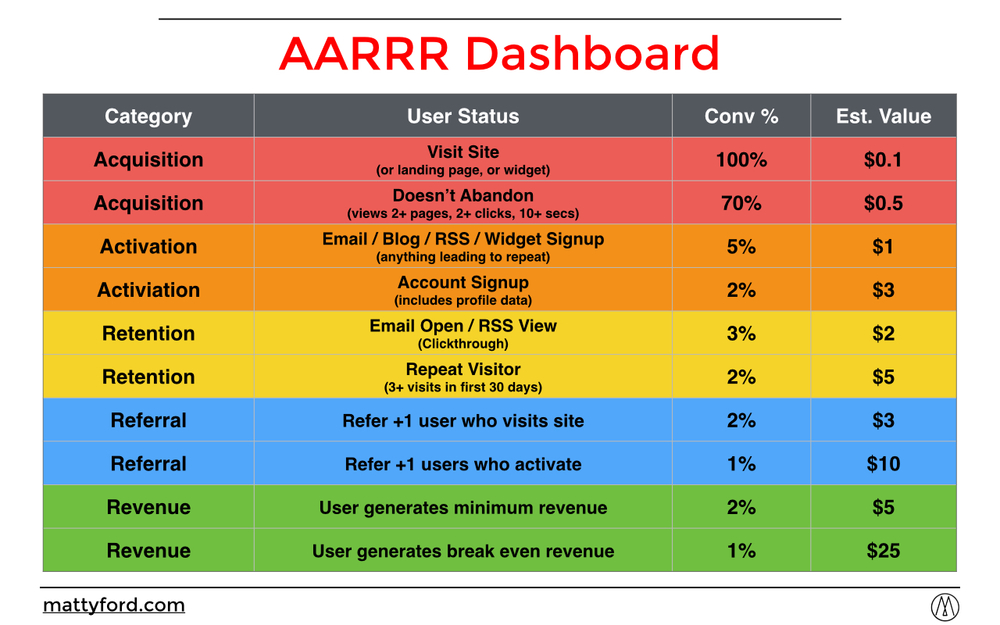 AARRR Dashboard
Category User Status Conv % Est. Value
Acquisition Visit Site 100% $0.1
(or landing page, or widget)
Acquisition Doesn’t Abandon 70% $0.5
(views 2+ pages, 2+ clicks, 10+ secs)
Activation Email / Blog / RSS / Widget Signup 5% $1
(anything leading to repeat)
Activiation Account Signup 2% $3
(includes profile data)
Retention Email Open / RSS View 3% $2
(Clickthrough)
Retention Repeat Visitor 2% $5
(3+ visits in first 30 days)
Referral Refer +1 user who visits site 2% $3
Referral Refer +1 users who activate 1% $10
Revenue User generates minimum revenue 2% $5
Revenue User generates break even revenue 1% $25
mattyford.com